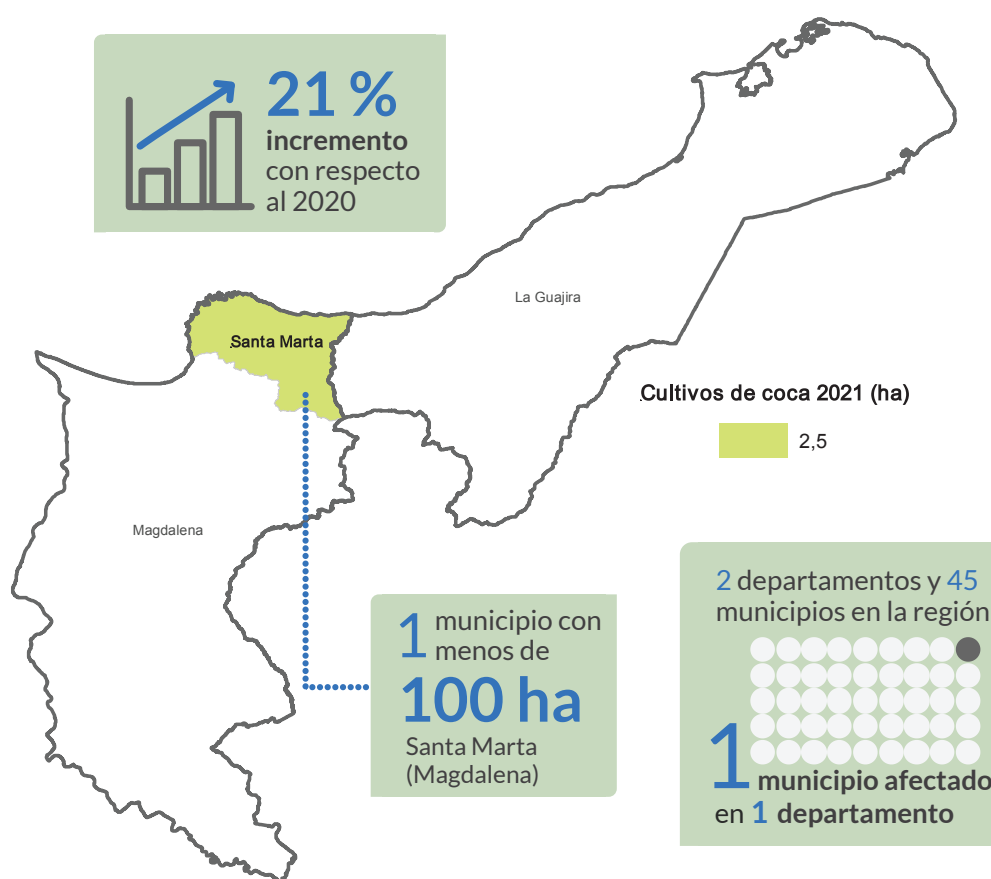 21 %
incremento
con respecto
al 2020
La Guajira
Santa Marta
Cultivos de coca 2021 (ha)
2,5
Magdalena
1 municipio con
menos de
100 ha
Santa Marta
(Magdalena)
2 departamentos y 45
municipios en la región
1 municipio afectado
en 1 departamento